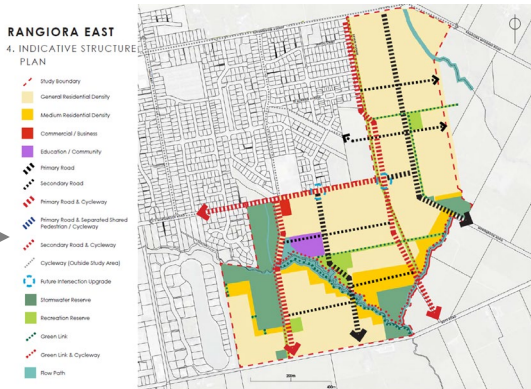 RANGIORA EAST
4. INDICATIVE STRUCTURE
PLAN
Study Boundary
General Residential Density
Medium Residential Density
Commercial / Business
Education / Community
Primary Road
Secondary Road
Primary Road & Cycleway
Primary Road & Separated Shared
Pedestrian / Cycleway
Secondary Road & Cycleway
Cycleway (Outside Study Area)
Future Intersection Upgrade
Stormwater Reserve
Recreation Reserve
Green Link
Green Link & Cycleway
Flow Path
200m
400m